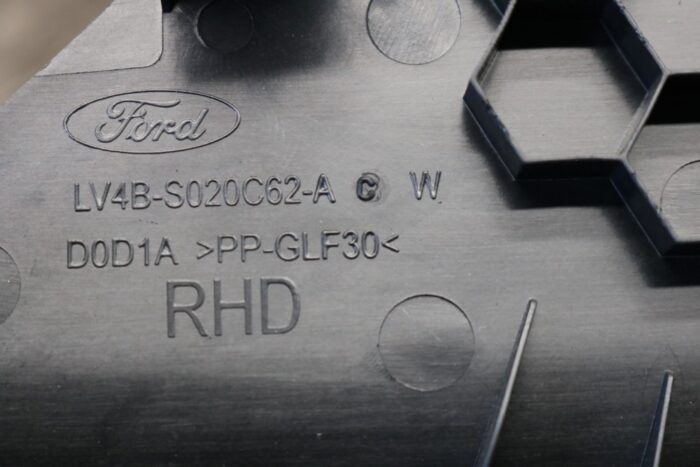 Ford
LV4B-S020C62-A C W
D0D1A >PP-GLF30<
RHD